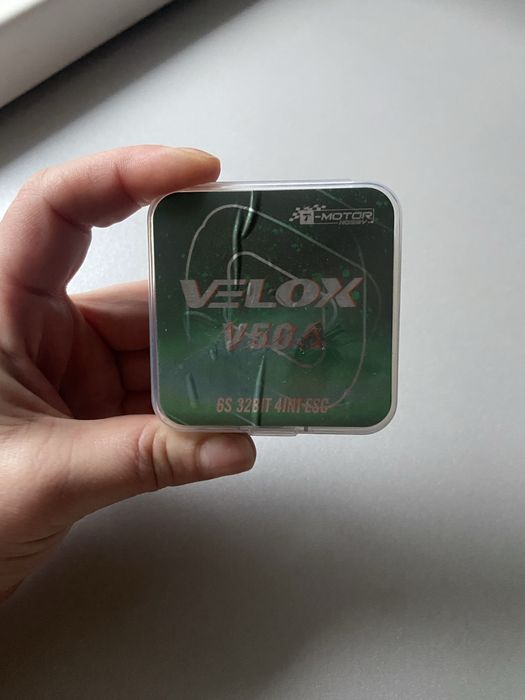 T-MOTOR
HOBBY
VELOX
V50A
6S 32BIT 4IN1 ESC